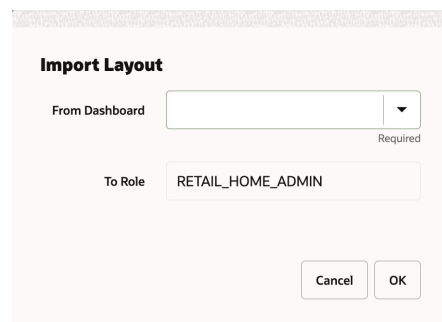 Import Layout
From Dashboard
Required
To Role RETAIL_HOME_ADMIN
Cancel OK